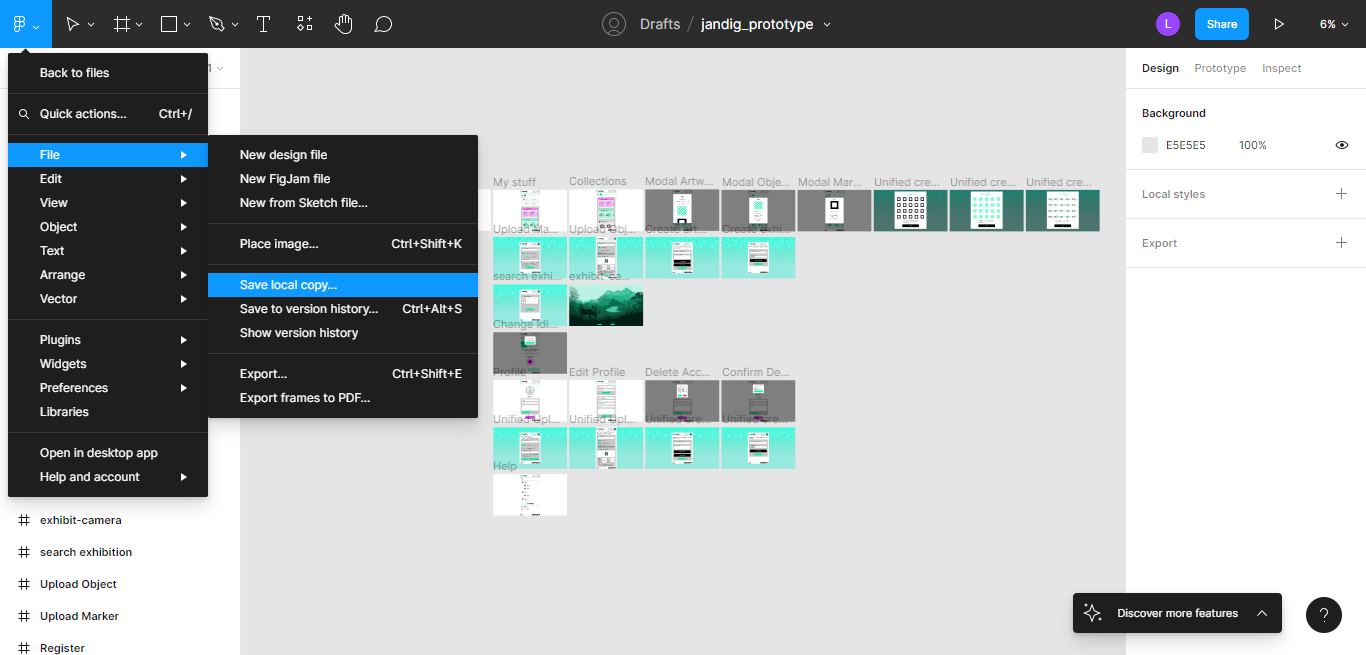 Drafts / jandig_prototype
L
Share
6%
Back to files
Quick actions... Ctrl+/
File
Edit
View
Object
Text
Arrange
Vector
Plugins
Widgets
Preferences
Libraries
Open in desktop app
Help and account
New design file
New FigJam file
New from Sketch file...
Place image... Ctrl+Shift+K
Save local copy...
Save to version history... Ctrl+Alt+S
Show version history
Export... Ctrl+Shift+E
Export frames to PDF...
exhibit-camera
search exhibition
Upload Object
Upload Marker
Register
My stuff
Collections
Modal Artw...
Modal Obje...
Modal Mar...
Unified cre...
Unified cre...
Unified cre...
Upload Ma...
Upload Obj...
Create art...
Create exhi...
search exhi...
exhibit-ca...
Change Idi...
Profile
Edit Profile
Delete Acc...
Confirm De...
Unified upl...
Unified upl...
Unified cre...
Unified cre...
Help
Design Prototype Inspect
Background
E5E5E5 100%
Local styles
Export
Discover more features
?